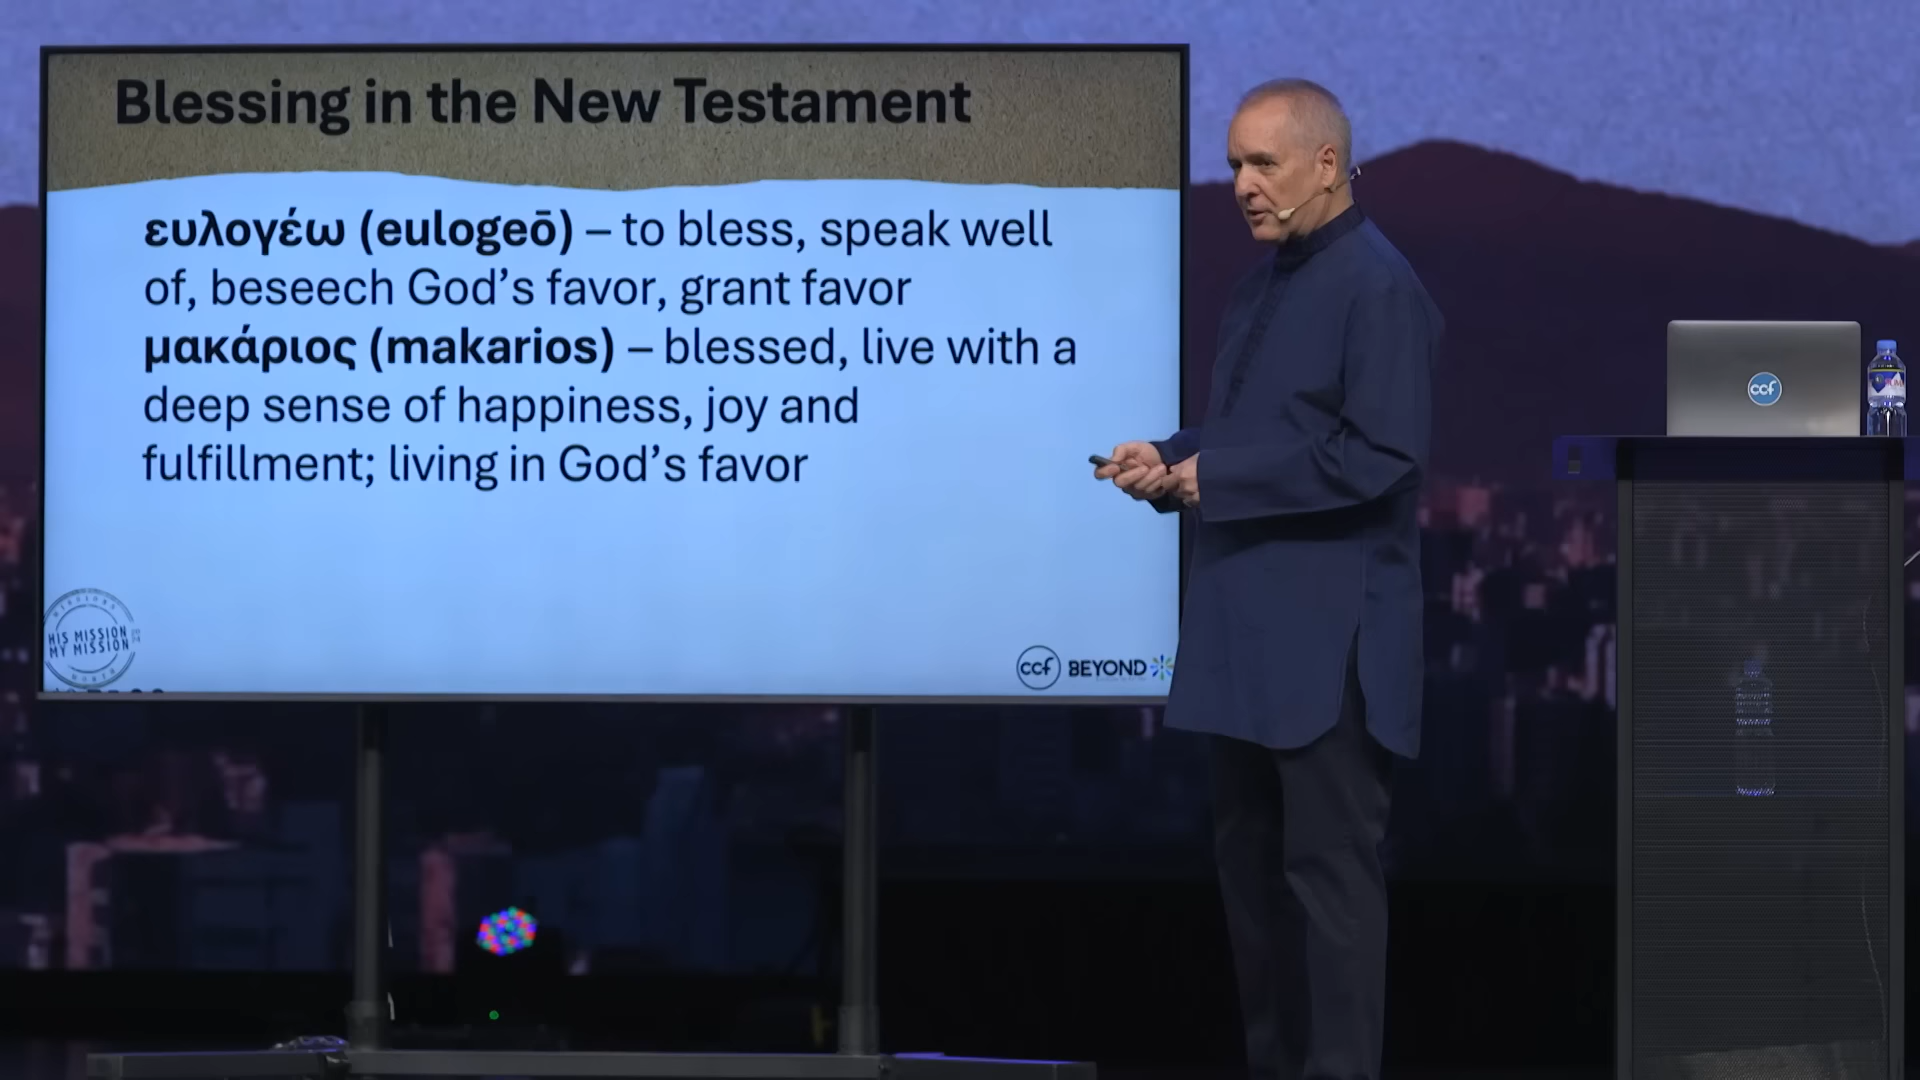 Blessing in the New Testament
ευλογέω (eulogeō) – to bless, speak well
of, beseech God's favor, grant favor
μακάριος (makarios) – blessed, live with a
deep sense of happiness, joy and
fulfillment; living in God's favor
HIS MISSION
MY MISSION
ccf BEYOND
ccf